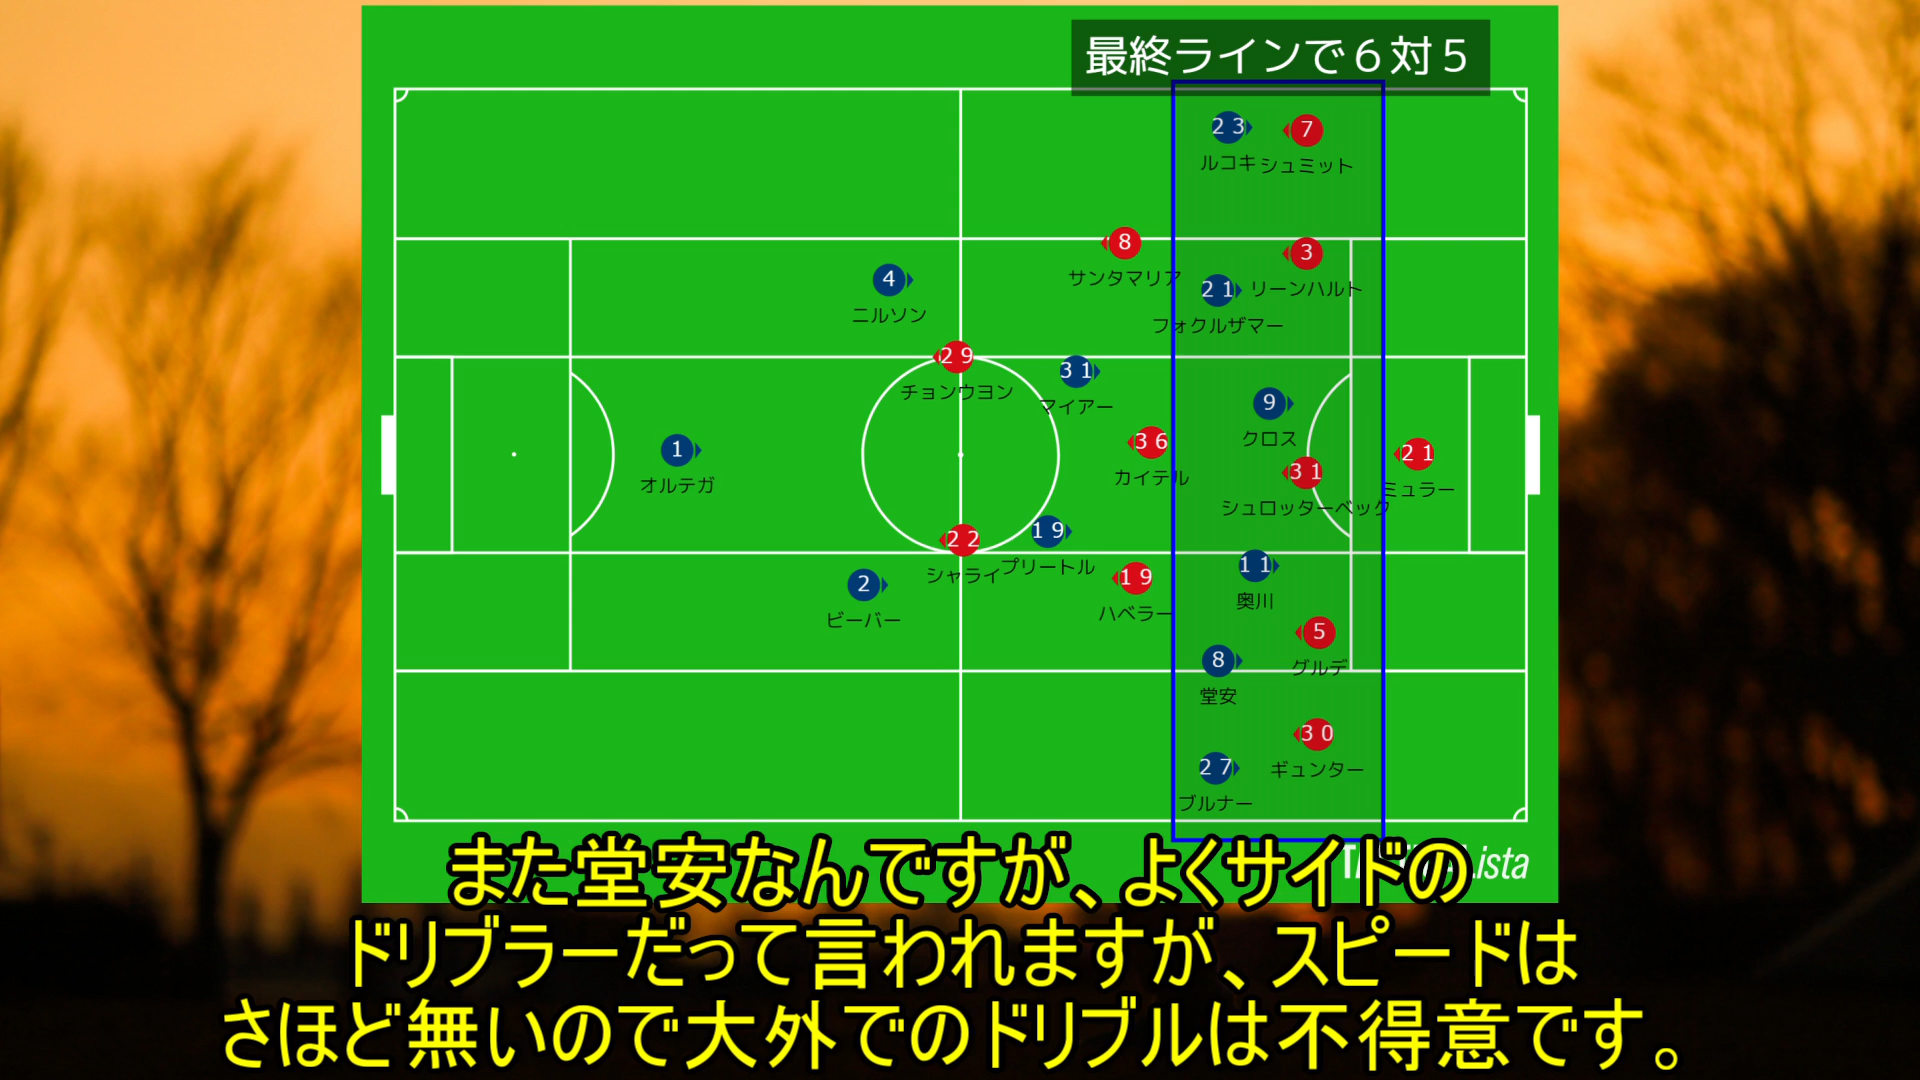 最終ラインで6対5
23
ルコキ
7
シュミット
8
サンタマリア
3
リーンハルト
4
ニルソン
21
フォクルザマー
29
チョンウヨン
31
マイアー
9
クロス
1
オルテガ
36
カイテル
31
シュロッターベック
21
ミュラー
22
シャライ
19
プリートル
2
ビーバー
19
ハベラー
11
奥川
5
グルデ
8
堂安
30
ギュンター
27
ブルナー
また堂安なんですが、よくサイドの
ドリブラーだって言われますが、スピードは
さほど無いので大外でのドリブルは不得意です。